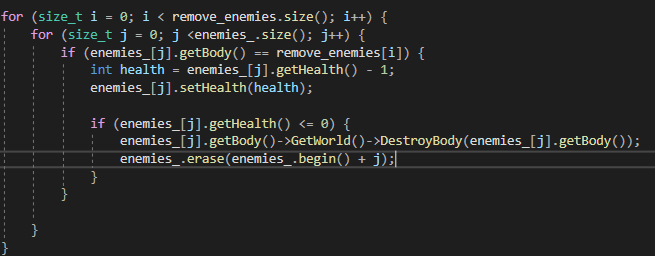 for (size_t i = 0; i < remove_enemies.size(); i++) {
    for (size_t j = 0; j <enemies_.size(); j++) {
        if (enemies_[j].getBody() == remove_enemies[i]) {
            int health = enemies_[j].getHealth() - 1;
            enemies_[j].setHealth(health);

            if (enemies_[j].getHealth() <= 0) {
                enemies_[j].getBody()->GetWorld()->DestroyBody(enemies_[j].getBody());
                enemies_.erase(enemies_.begin() + j);
            }
        }

    }
}